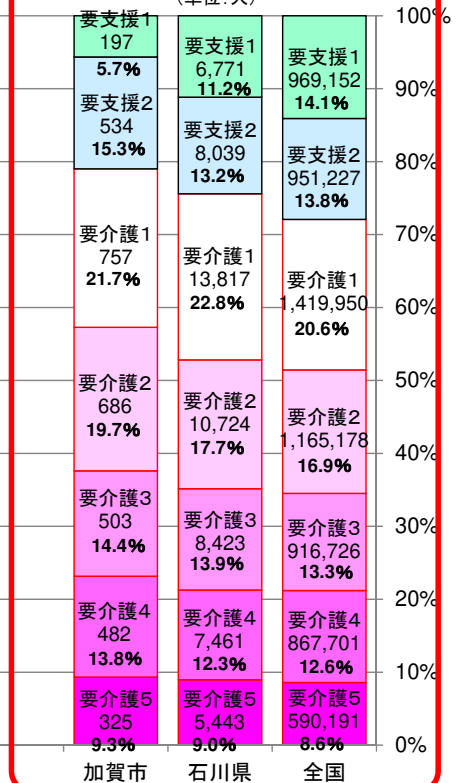 (単位:人)
要支援1
197
5.7%
要支援2
534
15.3%
要介護1
757
21.7%
要介護2
686
19.7%
要介護3
503
14.4%
要介護4
482
13.8%
要介護5
325
9.3%
加賀市
要支援1
6,771
11.2%
要支援2
8,039
13.2%
要介護1
13,817
22.8%
要介護2
10,724
17.7%
要介護3
8,423
13.9%
要介護4
7,461
12.3%
要介護5
5,443
9.0%
石川県
要支援1
969,152
14.1%
要支援2
951,227
13.8%
要介護1
1,419,950
20.6%
要介護2
1,165,178
16.9%
要介護3
916,726
13.3%
要介護4
867,701
12.6%
要介護5
590,191
8.6%
全国
100%
90%
80%
70%
60%
50%
40%
30%
20%
10%
0%